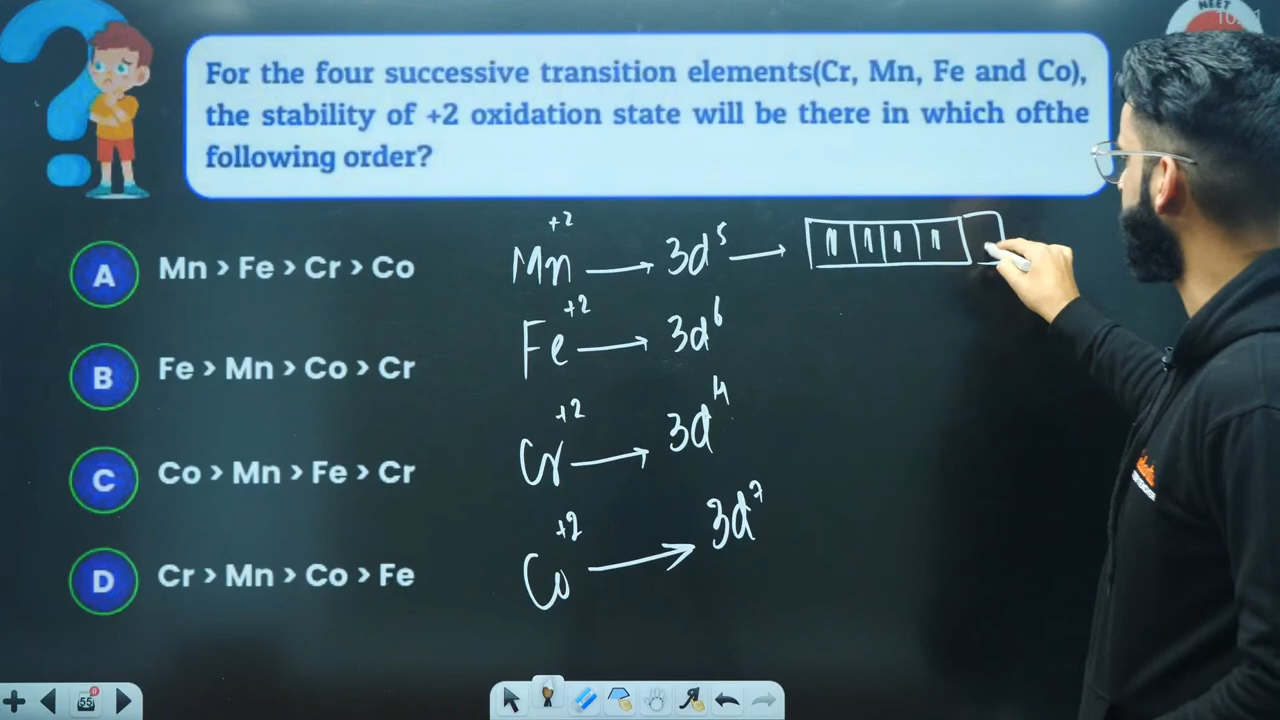 NEET
For the four successive transition elements(Cr, Mn, Fe and Co),
the stability of +2 oxidation state will be there in which ofthe
following order?
A Mn > Fe > Cr > Co
B Fe > Mn > Co > Cr
C Co > Mn > Fe > Cr
D Cr > Mn > Co > Fe
Mn+2 → 3d5 →
Fe+2 → 3d6
Cr+2 → 3d4
Co+2 → 3d7
55